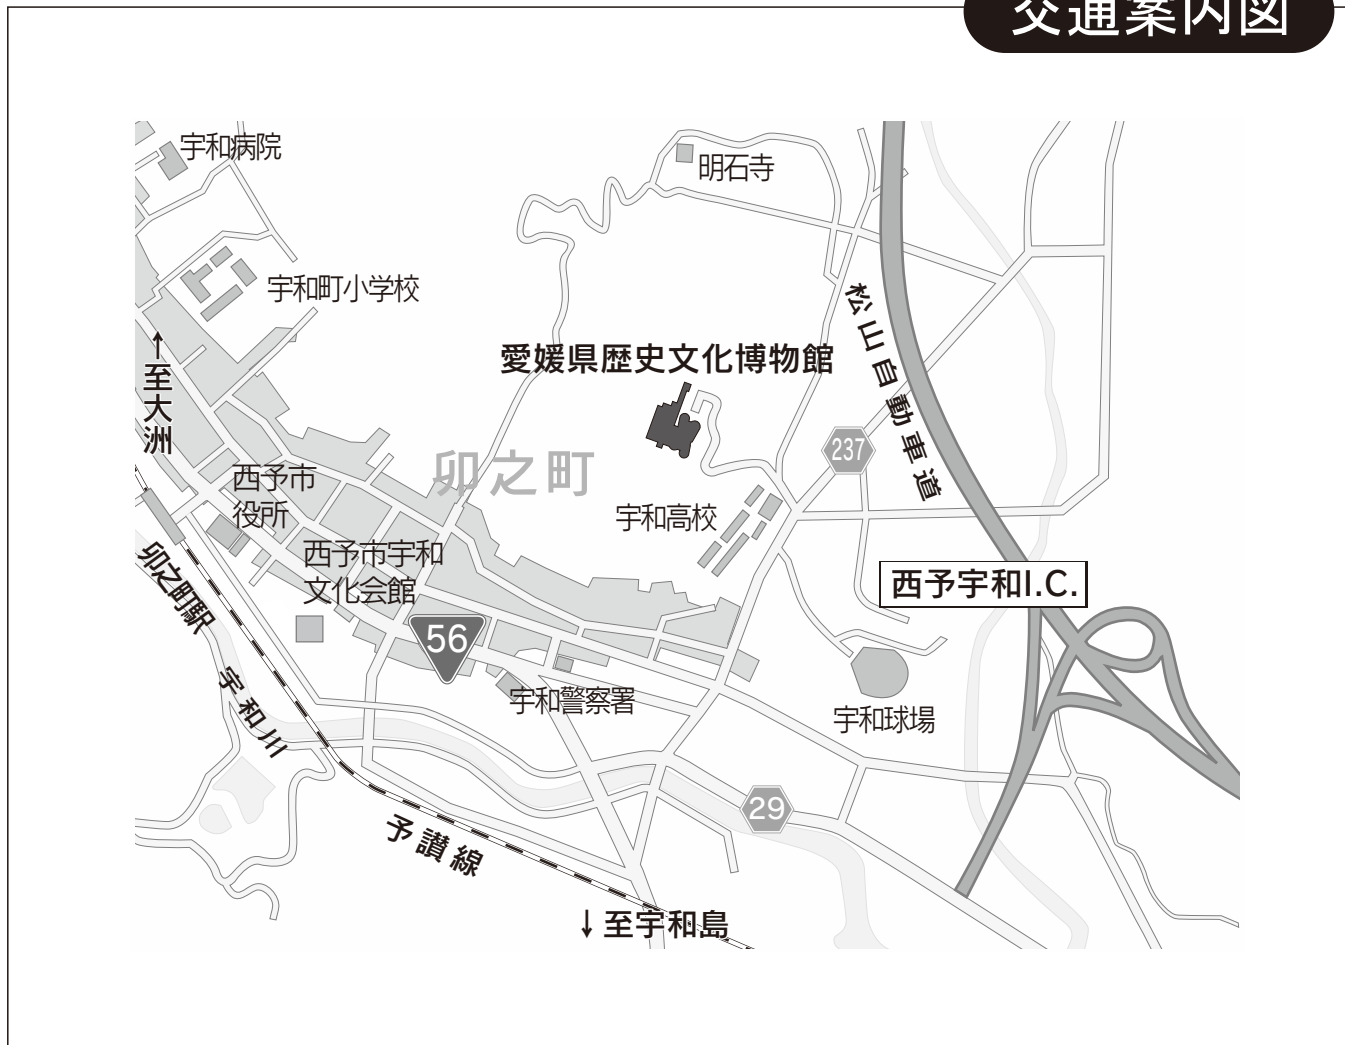 交通案内図
宇和病院
明石寺
宇和町小学校
松山自動車道
愛媛県歴史文化博物館
↑至大洲
237
卯之町
西予市
役所
宇和高校
西予市宇和
文化会館
卯之町駅
西予宇和I.C.
56
宇和川
宇和警察署
宇和球場
29
予讃線
↓至宇和島